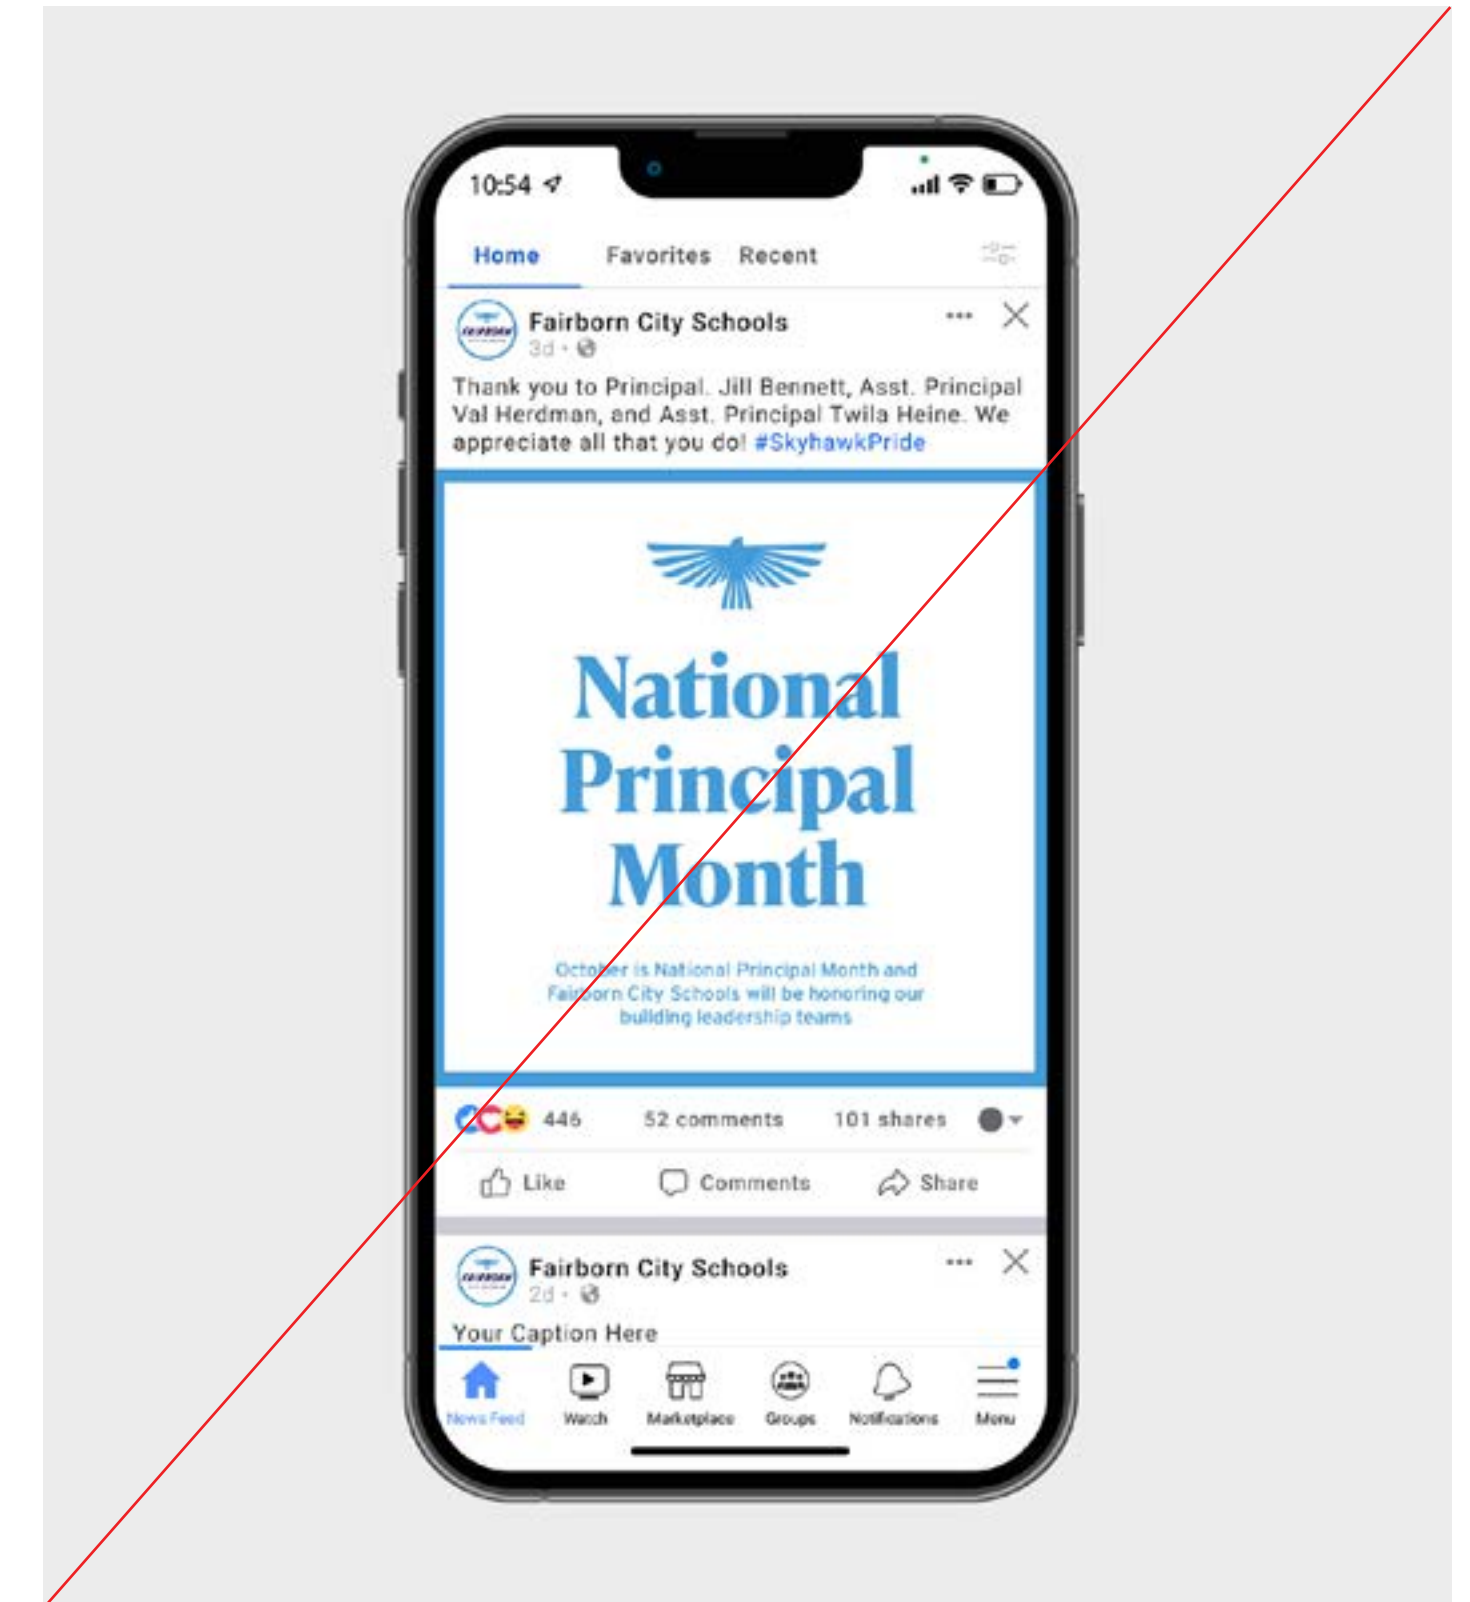 10:54
Home Favorites Recent
Fairborn City Schools
3d
Thank you to Principal. Jill Bennett, Asst. Principal
Val Herdman, and Asst. Principal Twila Heine. We
appreciate all that you do! #SkyhawkPride
National
Principal
Month
October is National Principal Month and
Fairborn City Schools will be honoring our
building leadership teams
446 52 comments 101 shares
Like Comments Share
Fairborn City Schools
2d
Your Caption Here
News Feed Watch Marketplace Groups Notifications Menu